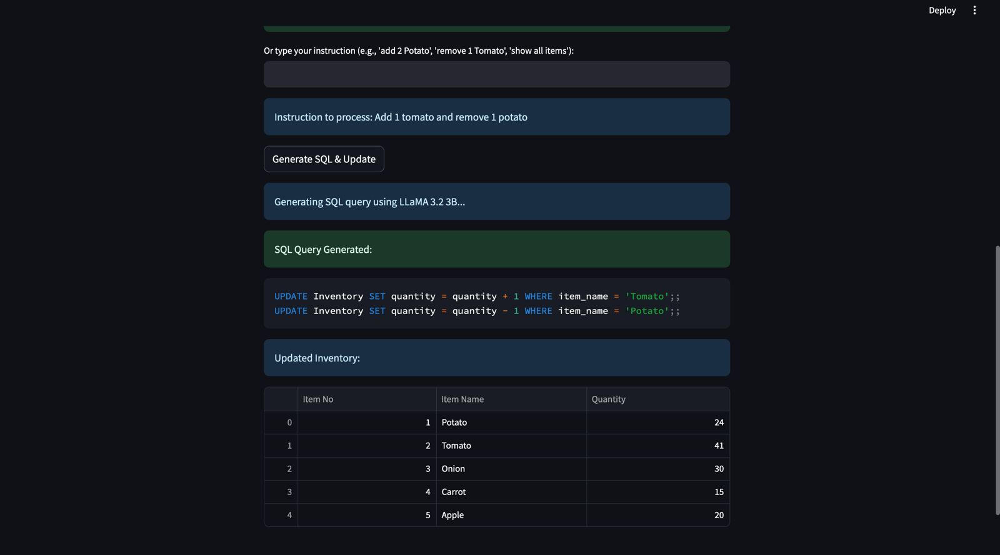 Deploy
Or type your instruction (e.g., 'add 2 Potato', 'remove 1 Tomato', 'show all items'):
Instruction to process: Add 1 tomato and remove 1 potato
Generate SQL & Update
Generating SQL query using LLaMA 3.2 3B...
SQL Query Generated:
UPDATE Inventory SET quantity = quantity + 1 WHERE item_name = 'Tomato';;
UPDATE Inventory SET quantity = quantity - 1 WHERE item_name = 'Potato';;
Updated Inventory:
Item No Item Name Quantity
0 1 Potato 24
1 2 Tomato 41
2 3 Onion 30
3 4 Carrot 15
4 5 Apple 20